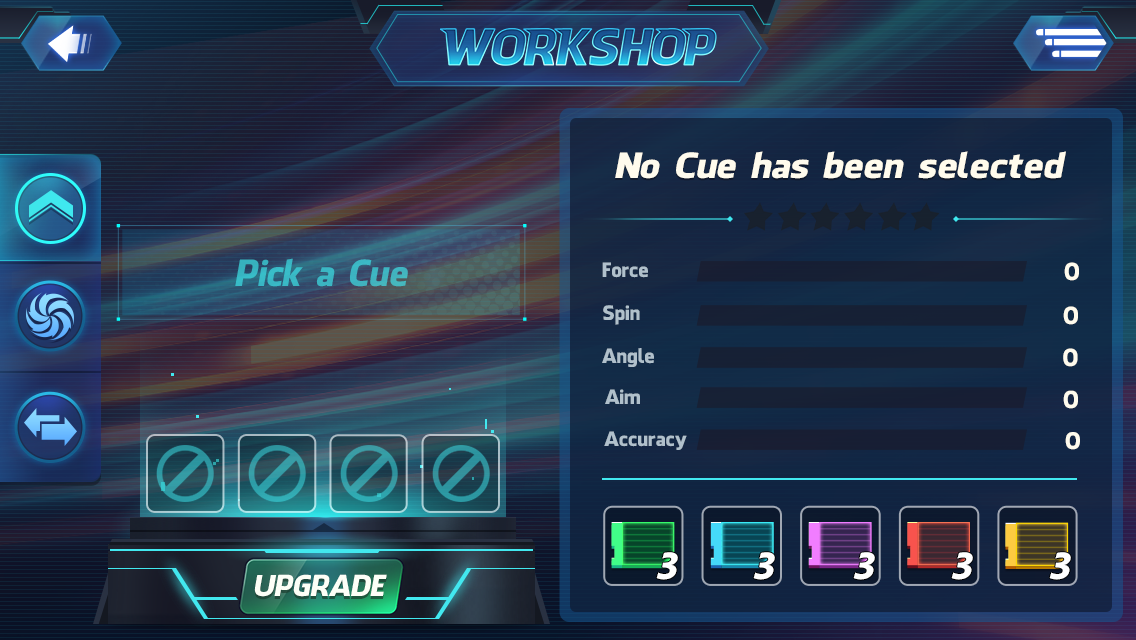 WORKSHOP
No Cue has been selected
Pick a Cue
Force 0
Spin 0
Angle 0
Aim 0
Accuracy 0
3 3 3 3 3
UPGRADE